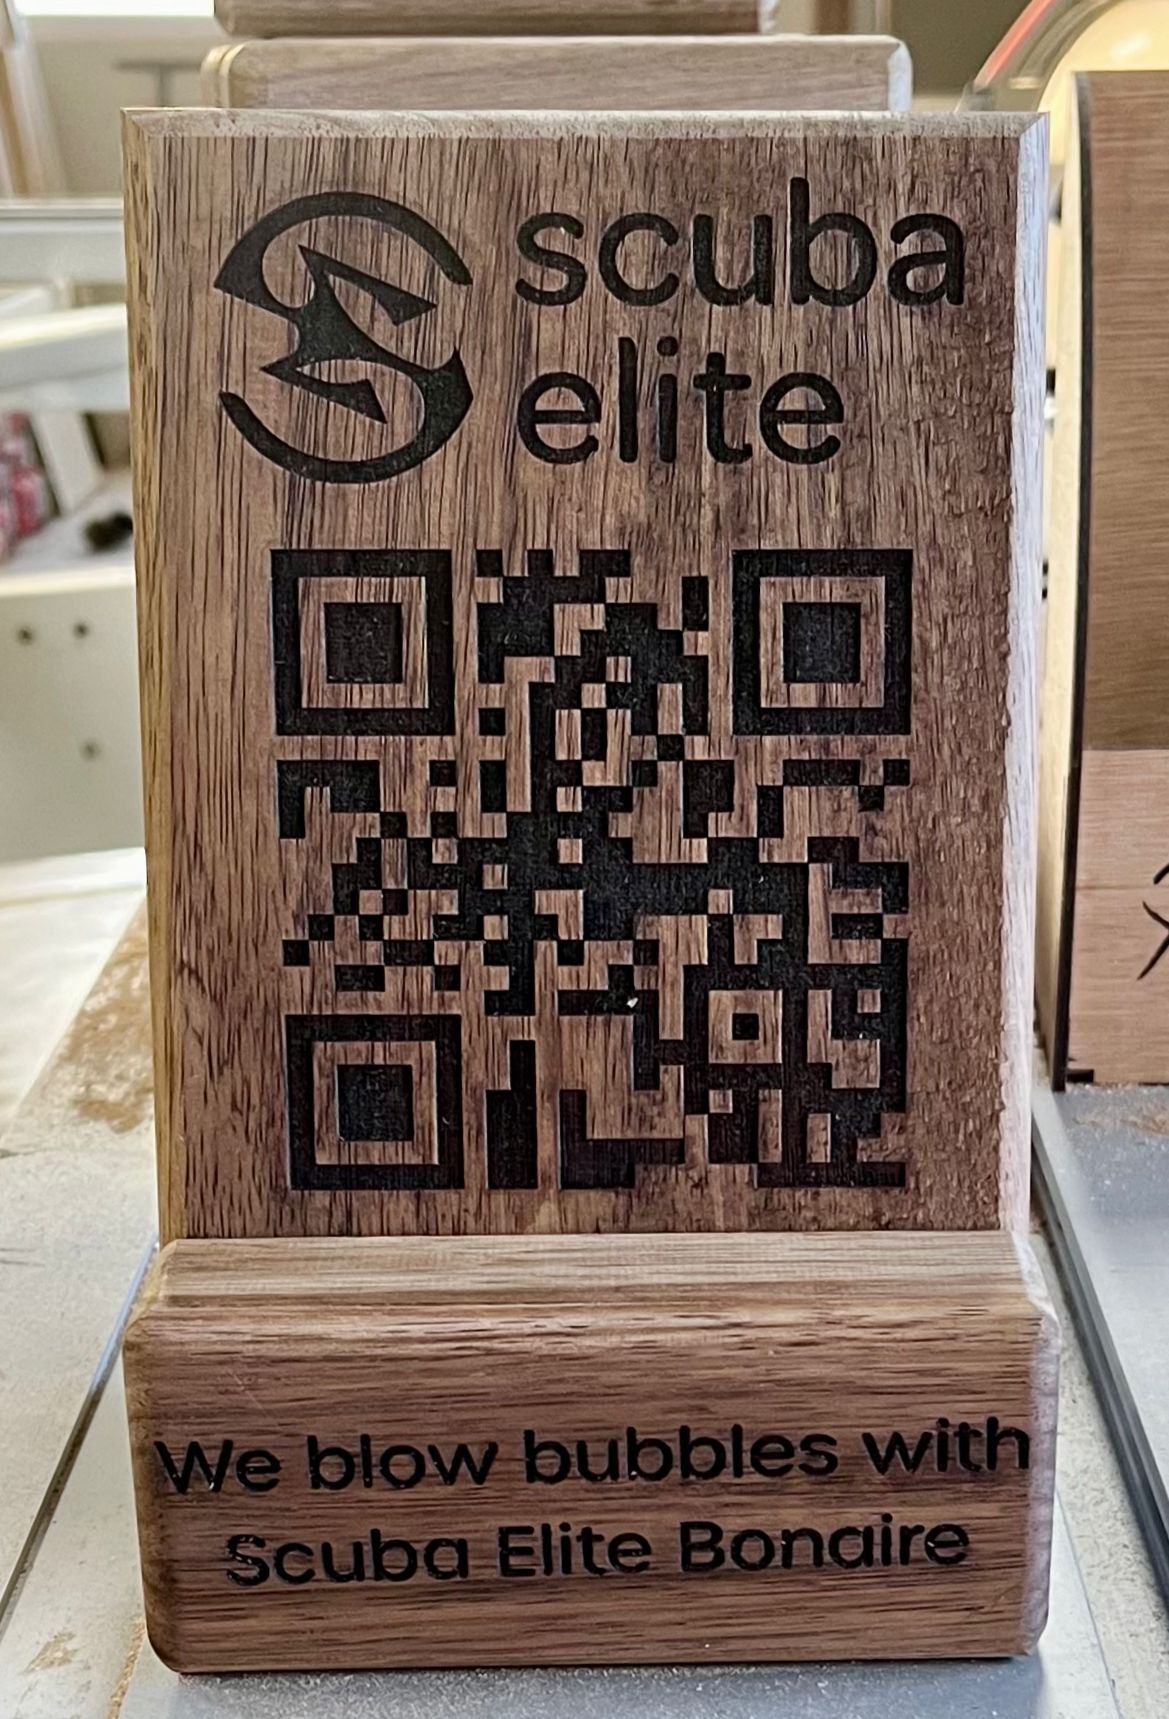 scuba
elite
We blow bubbles with
Scuba Elite Bonaire